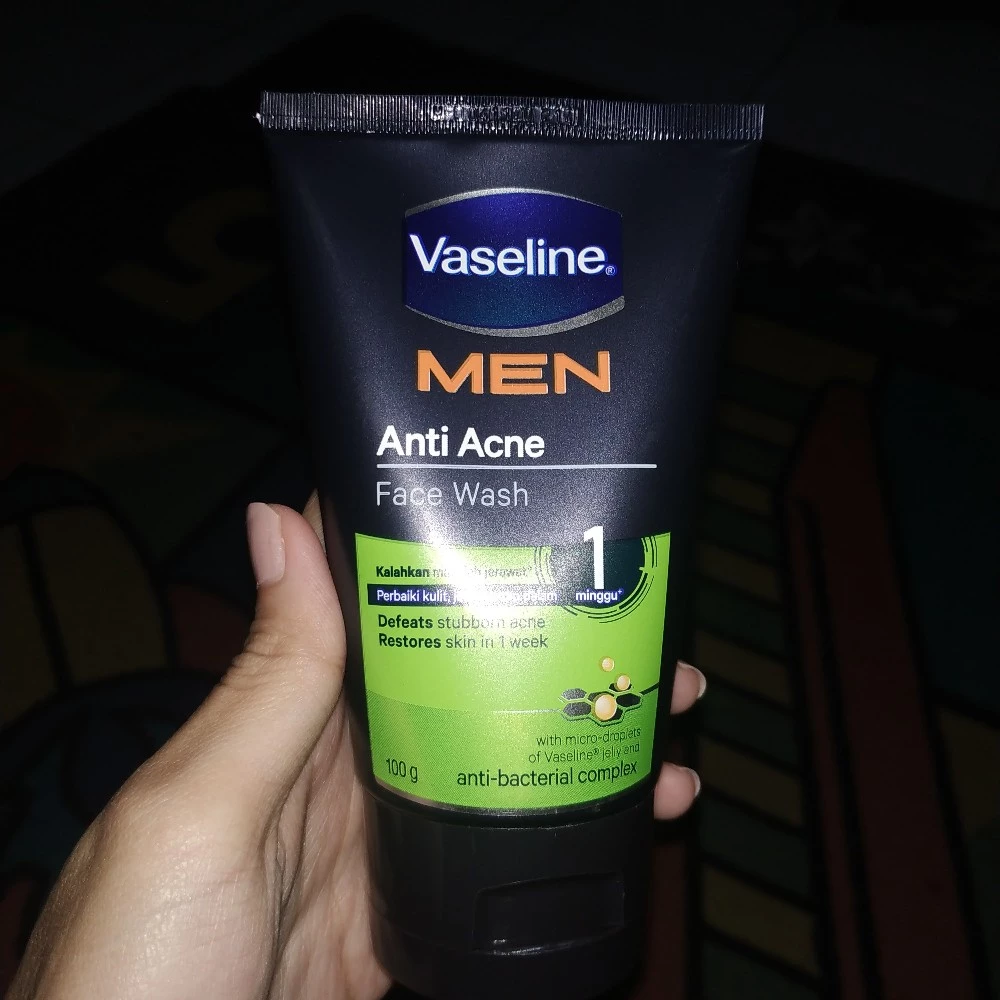 Vaseline®
MEN
Anti Acne
Face Wash
Kalahkan jerawat*
1
Perbaiki kulit, dalam minggu+
Defeats stubborn acne
Restores skin in 1 week
with micro-droplets
of Vaseline® jelly and
anti-bacterial complex
100 g